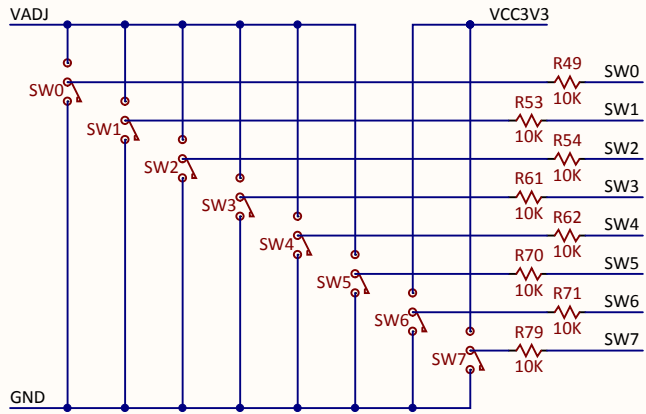 VADJ
VCC3V3
R49
SW0
SW0
10K
R53
SW1
SW1
10K
R54
SW2
SW2
10K
R61
SW3
SW3
10K
R62
SW4
SW4
10K
R70
SW5
SW5
10K
R71
SW6
SW6
10K
R79
SW7
SW7
10K
GND